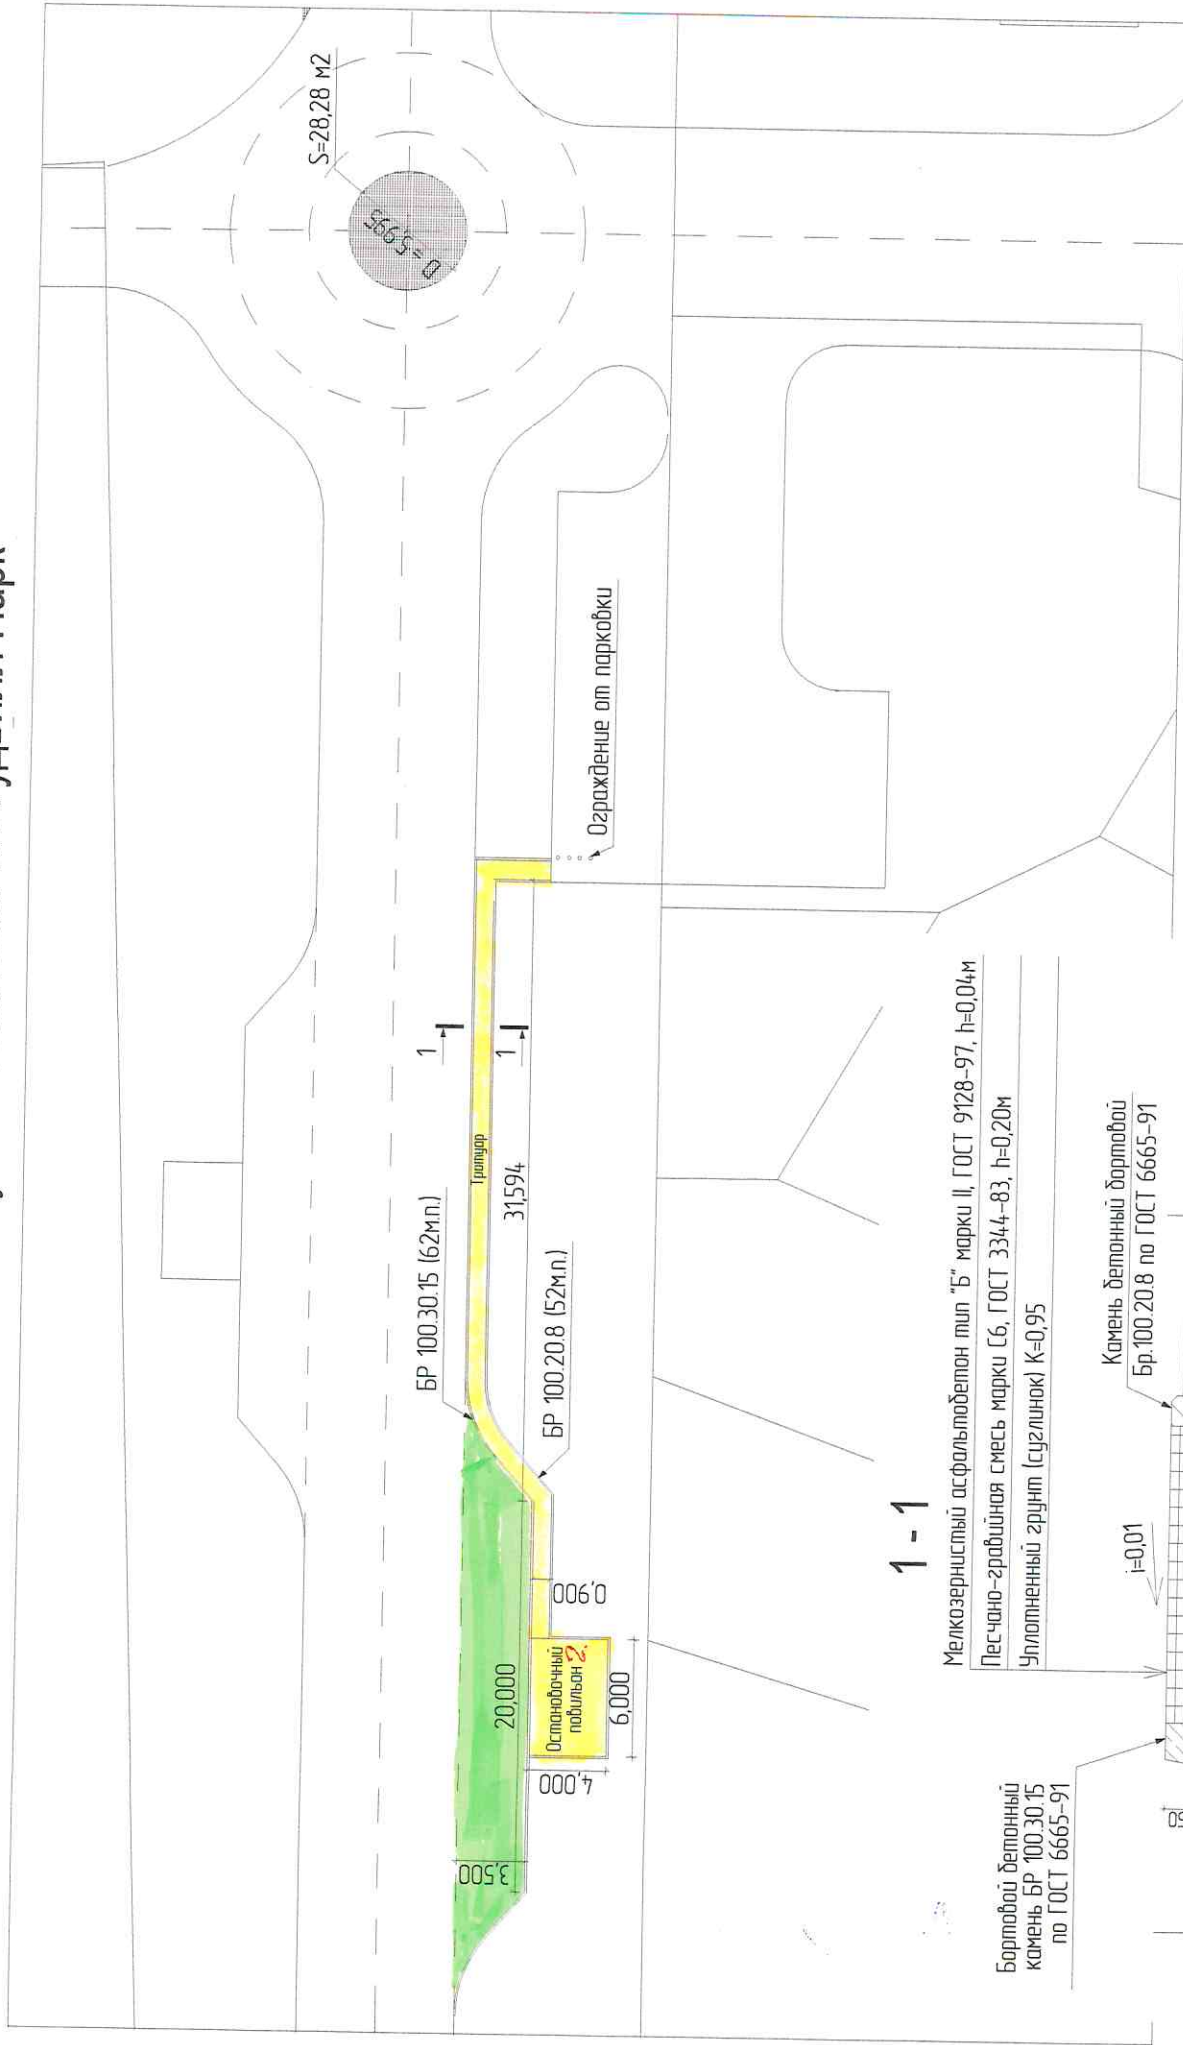 S=28,28 м2
D=5,995
Ограждение от парковки
1
1
Тротуар
31,594
БР 100.30.15 (62м.п.)
БР 100.20.8 (52м.п.)
0,900
20,000
Остановочный
павильон 2.
6,000
4,000
3,500
1 - 1
Мелкозернистый асфальтобетон тип "Б" марки II, ГОСТ 9128-97, h=0,04м
Песчано-гравийная смесь марки С6, ГОСТ 3344-83, h=0,20м
Уплотненный грунт (суглинок) К=0,95
Камень бетонный бортовой
Бр.100.20.8 по ГОСТ 6665-91
i=0,01
Бортовой бетонный
камень БР 100.30.15
по ГОСТ 6665-91